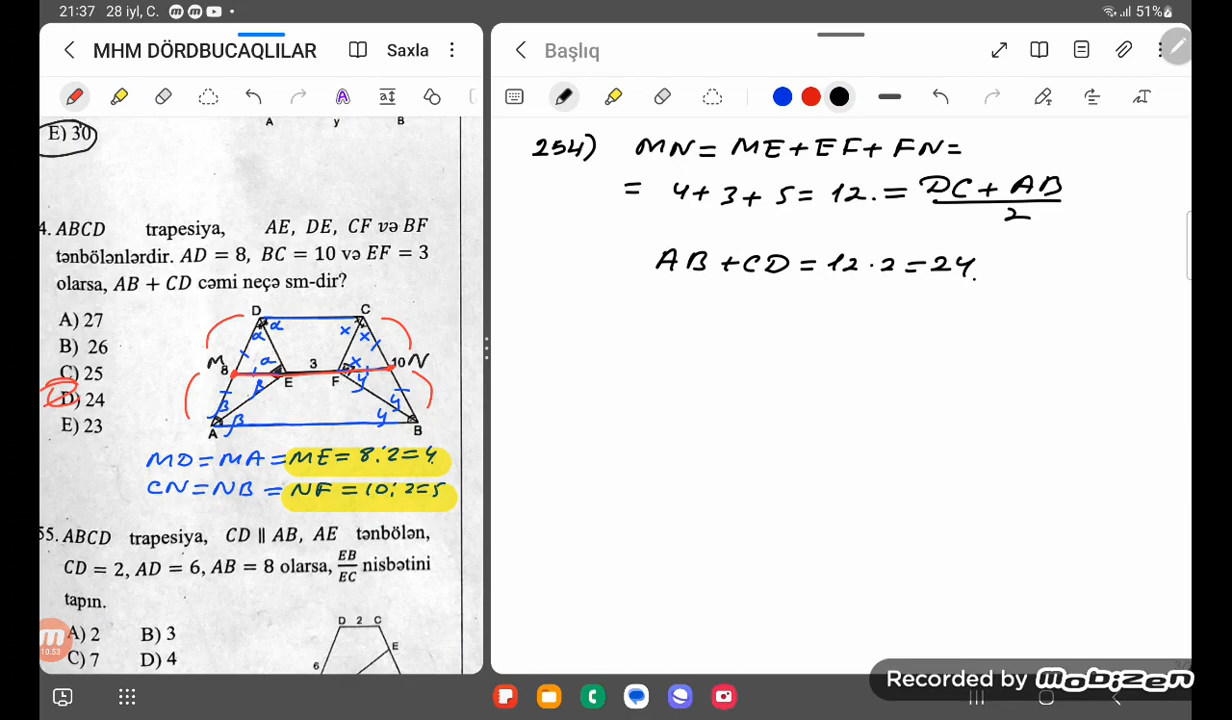 21:37 28 iyl, C.
51%
MHM DÖRDBUCAQLILAR
Saxla
E) 30
A y B
4. ABCD trapesiya, AE, DE, CF və BF
tənbölənlərdir. AD = 8, BC = 10 və EF = 3
olarsa, AB + CD cəmi neçə sm-dir?
A) 27
B) 26
C) 25
D) 24
E) 23
D C
α α x x
M 8 α 3 x 10 N
E F
β β y y
β y
A B
MD = MA = ME = 8:2=4.
CN = NB = NF = 10:2=5
55. ABCD trapesiya, CD ∥ AB, AE tənbölən,
CD = 2, AD = 6, AB = 8 olarsa, EB/EC nisbətini
tapın.
A) 2 B) 3
C) 7 D) 4
D 2 C
E
6
10:53
Başlıq
254) MN = ME + EF + FN =
= 4 + 3 + 5 = 12. = DC + AB / 2
AB + CD = 12 · 2 = 24.
Recorded by mobizen